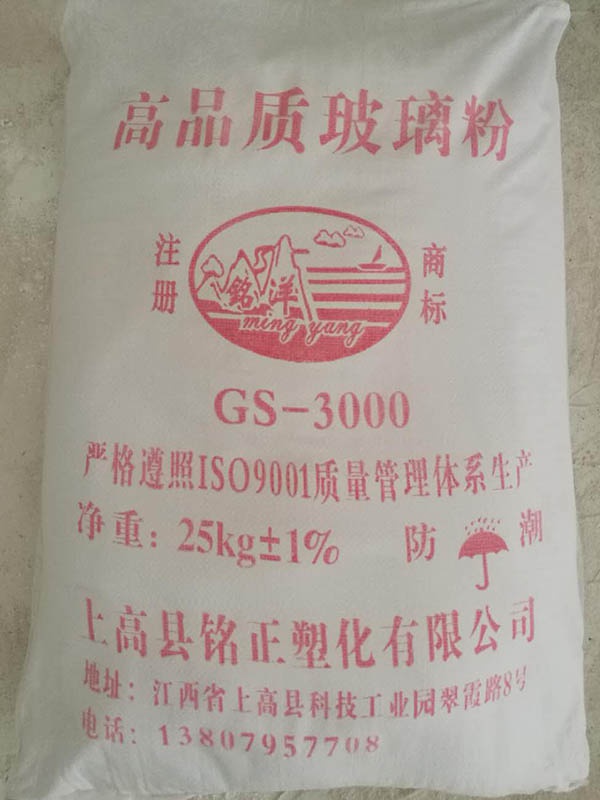 高品质玻璃粉
注册
商标
铭洋
ming yang
GS-3000
严格遵照ISO9001质量管理体系生产
净重：25kg±1% 防潮
上高县铭正塑化有限公司
地址：江西省上高县科技工业园翠霞路8号
电话：13807957708